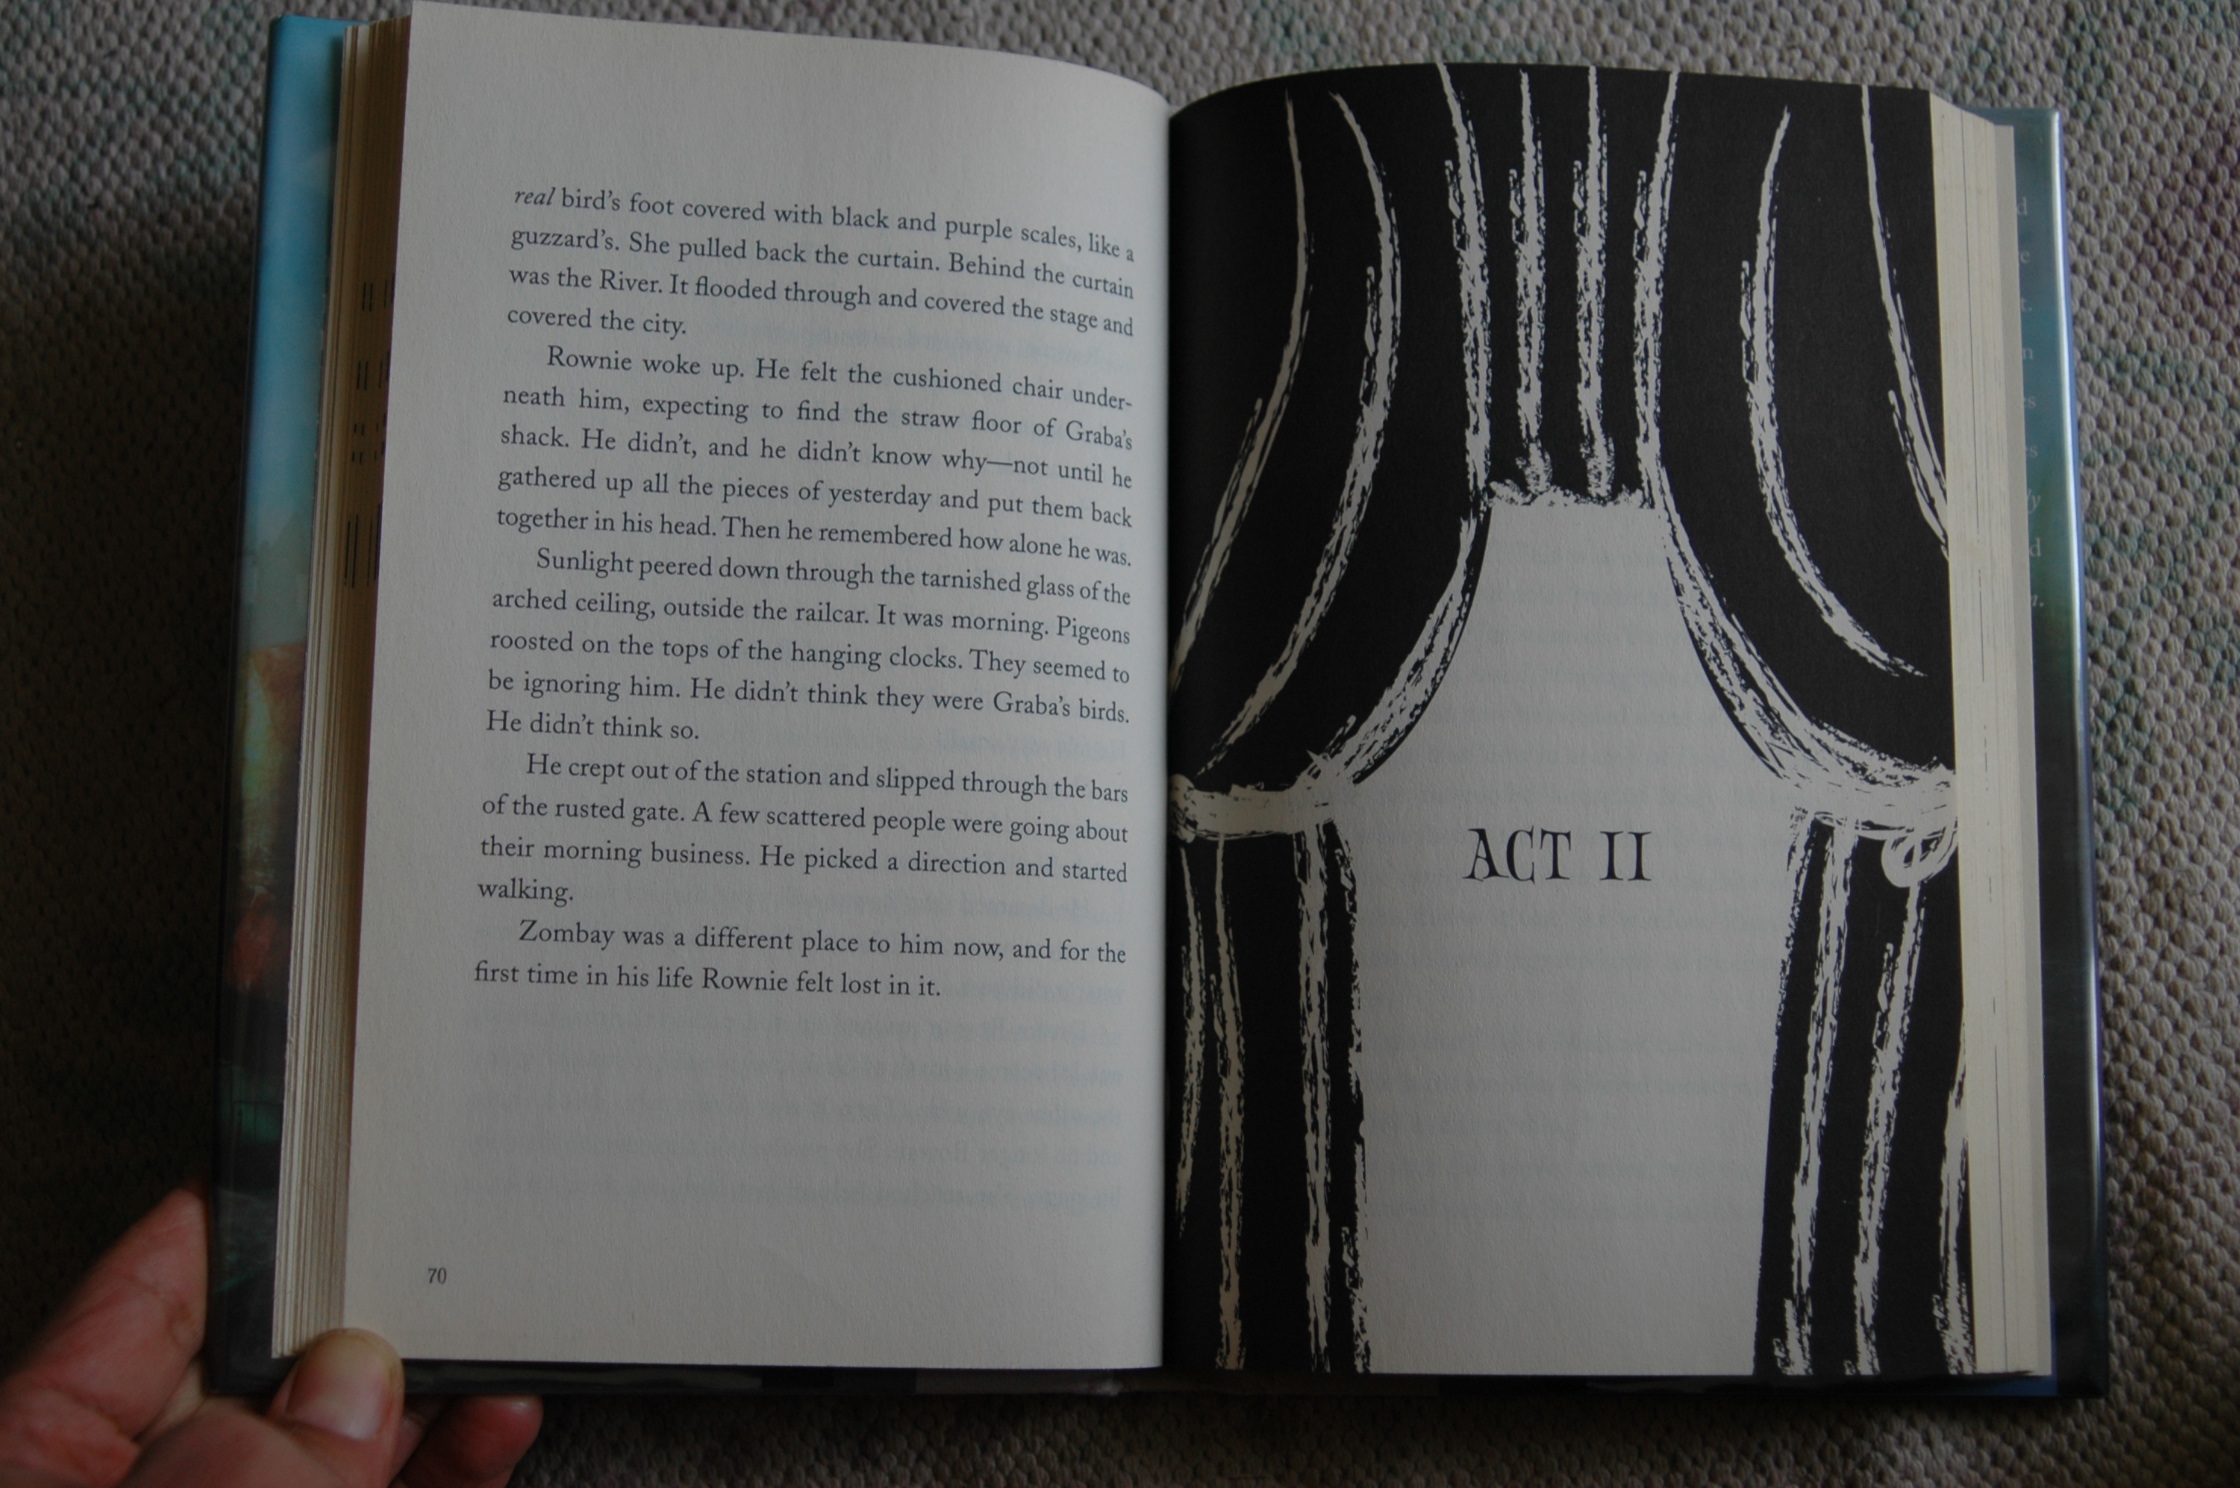 real bird's foot covered with black and purple scales, like a
guzzard's. She pulled back the curtain. Behind the curtain
was the River. It flooded through and covered the stage and
covered the city.
Rownie woke up. He felt the cushioned chair under-
neath him, expecting to find the straw floor of Graba's
shack. He didn't, and he didn't know why—not until he
gathered up all the pieces of yesterday and put them back
together in his head. Then he remembered how alone he was.
Sunlight peered down through the tarnished glass of the
arched ceiling, outside the railcar. It was morning. Pigeons
roosted on the tops of the hanging clocks. They seemed to
be ignoring him. He didn't think they were Graba's birds.
He didn't think so.
He crept out of the station and slipped through the bars
of the rusted gate. A few scattered people were going about
their morning business. He picked a direction and started
walking.
Zombay was a different place to him now, and for the
first time in his life Rownie felt lost in it.
70
ACT II